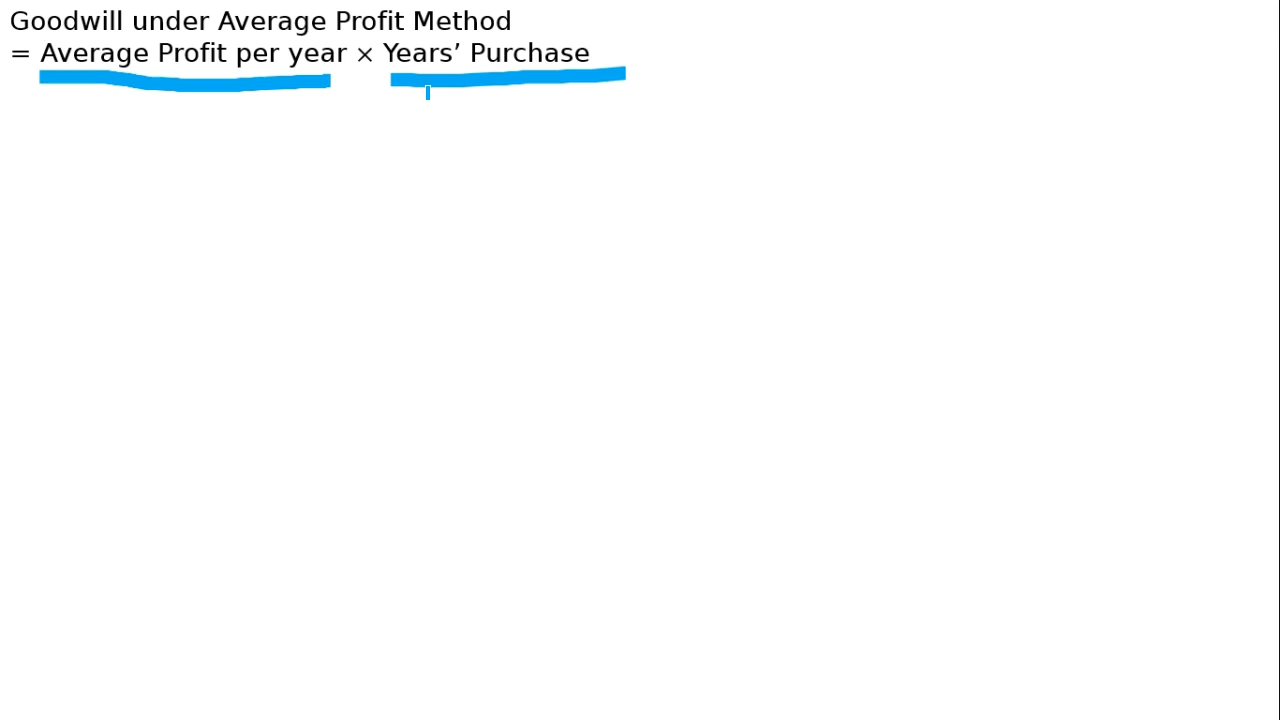 Goodwill under Average Profit Method
= Average Profit per year × Years’ Purchase